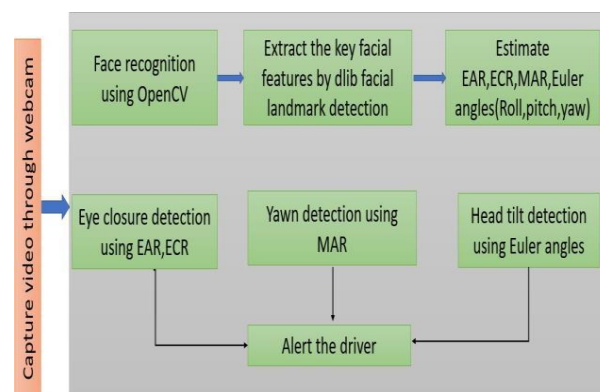 Capture video through webcam
Face recognition
using OpenCV
Extract the key facial
features by dlib facial
landmark detection
Estimate
EAR,ECR,MAR,Euler
angles(Roll,pitch,yaw)
Eye closure detection
using EAR,ECR
Yawn detection using
MAR
Head tilt detection
using Euler angles
Alert the driver